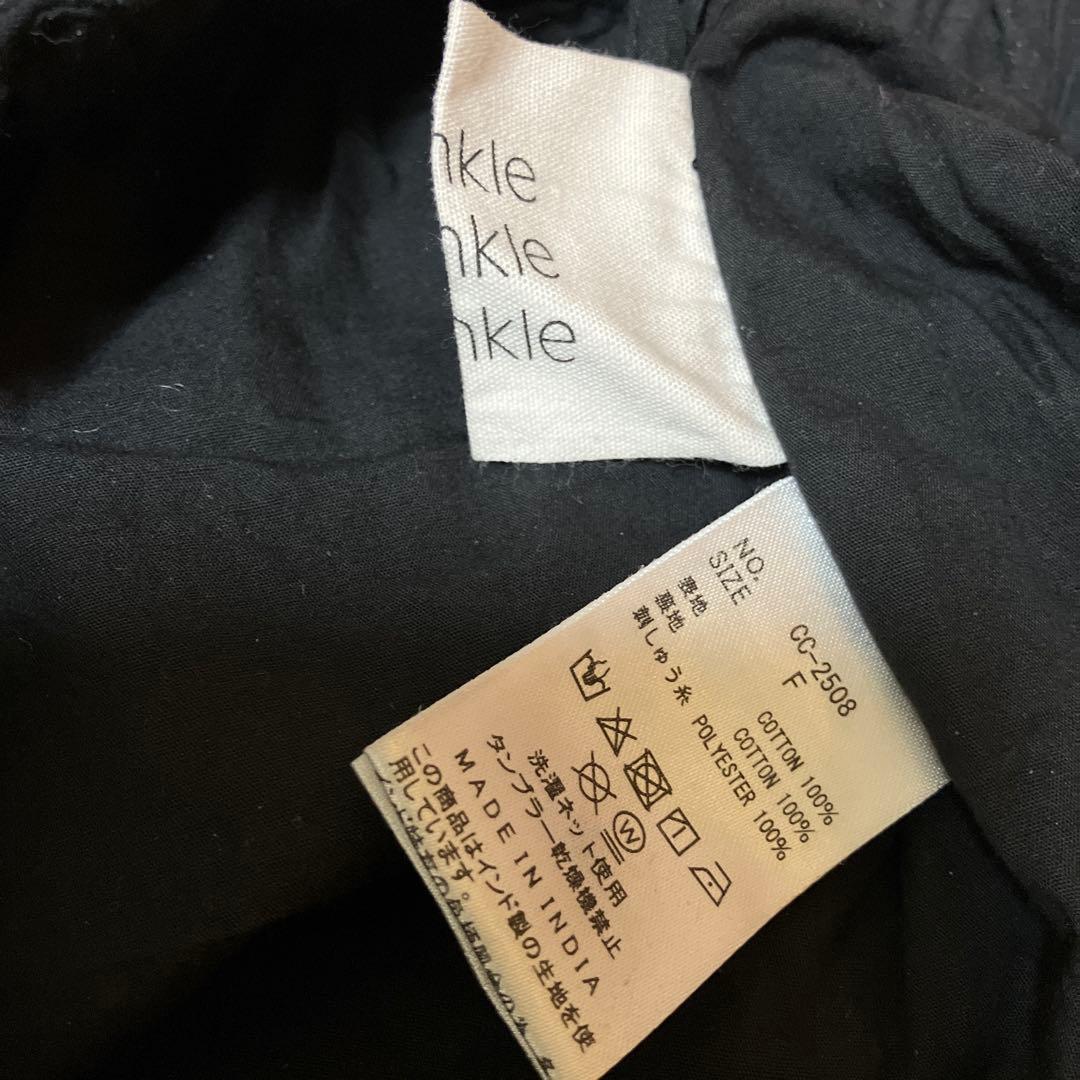 nkle
nkle
nkle
NO. CC-2508
SIZE F
表地 COTTON 100%
裏地 COTTON 100%
刺しゅう糸 POLYESTER 100%
W
洗濯ネット使用
タンブラー乾燥機禁止
MADE IN INDIA
この商品はインド製の生地を使
用しています。